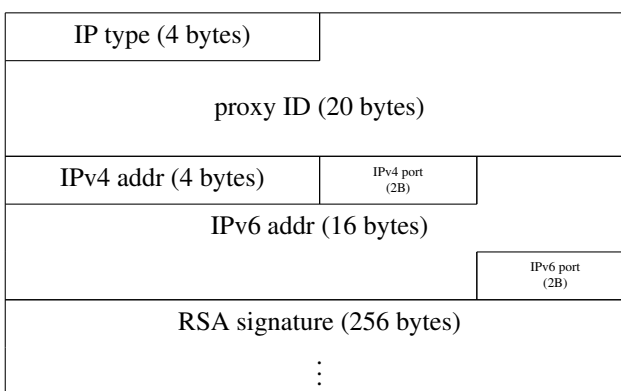 IP type (4 bytes)
proxy ID (20 bytes)
IPv4 addr (4 bytes)
IPv4 port
(2B)
IPv6 addr (16 bytes)
IPv6 port
(2B)
RSA signature (256 bytes)
⋮